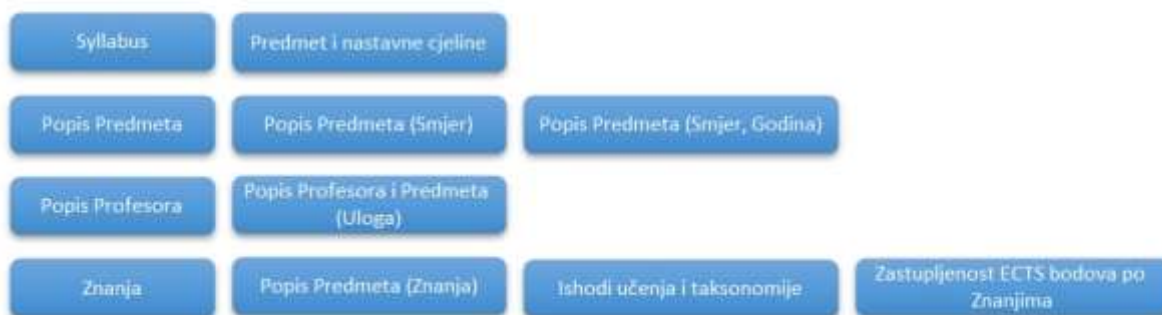 Syllabus
Predmet i nastavne cjeline
Popis Predmeta
Popis Predmeta (Smjer)
Popis Predmeta (Smjer, Godina)
Popis Profesora
Popis Profesora i Predmeta
(Uloga)
Znanja
Popis Predmeta (Znanja)
Ishodi učenja i taksonomije
Zastupljenost ECTS bodova po
Znanjima